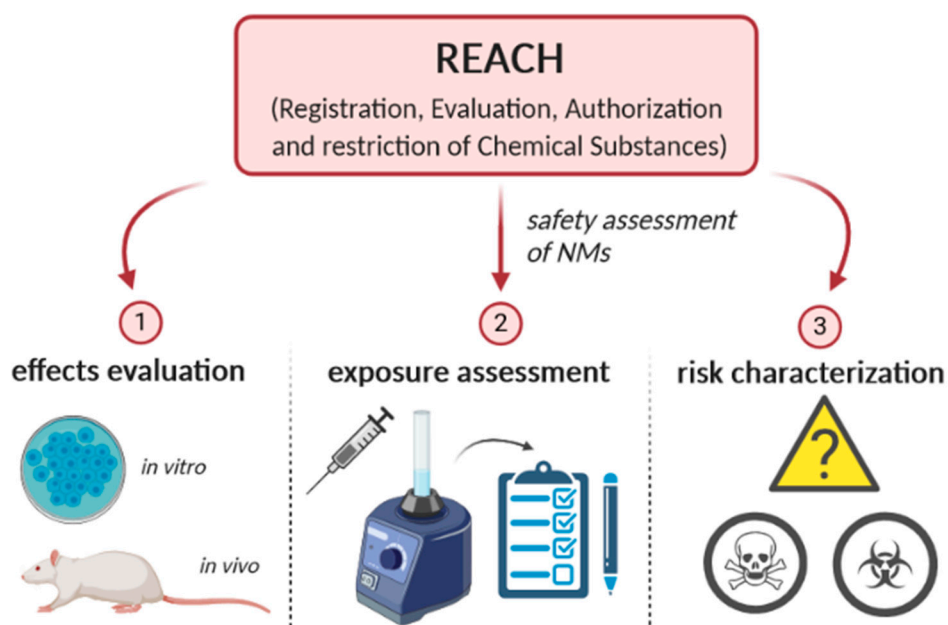 REACH
(Registration, Evaluation, Authorization
and restriction of Chemical Substances)
safety assessment
of NMs
1
effects evaluation
in vitro
in vivo
2
exposure assessment
3
risk characterization
?